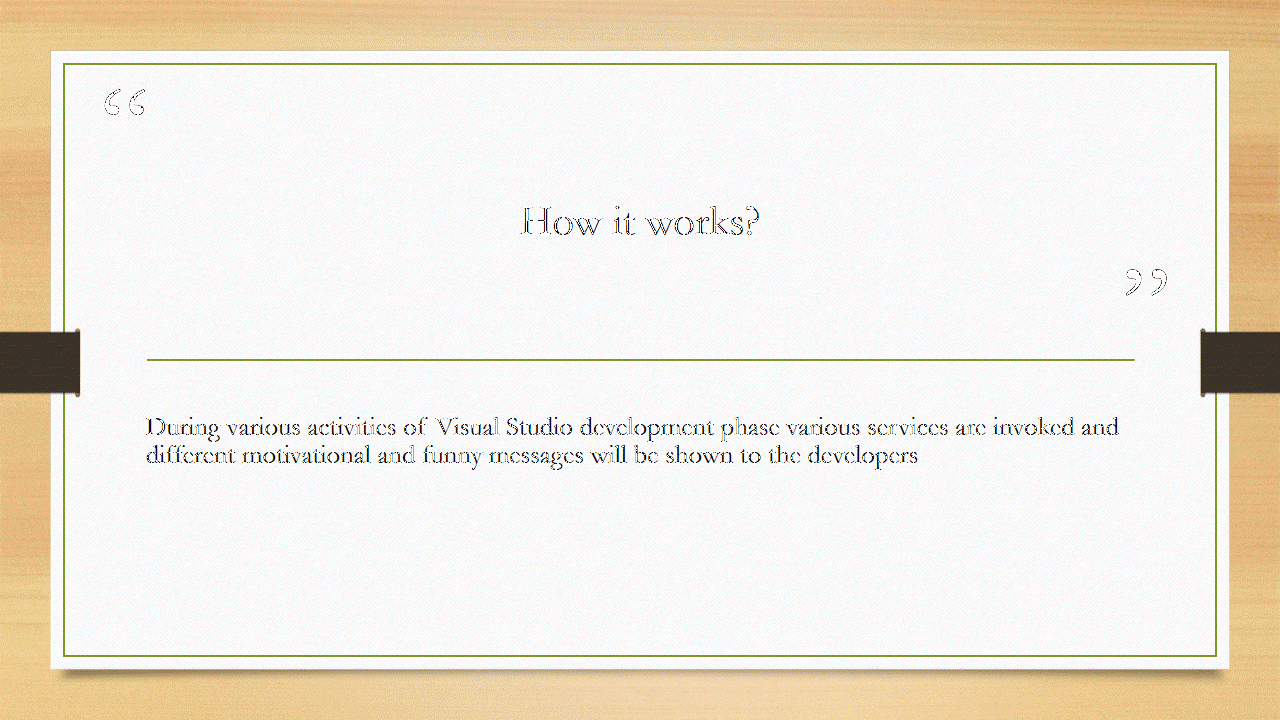 “
How it works?
”
During various activities of Visual Studio development phase various services are invoked and
different motivational and funny messages will be shown to the developers